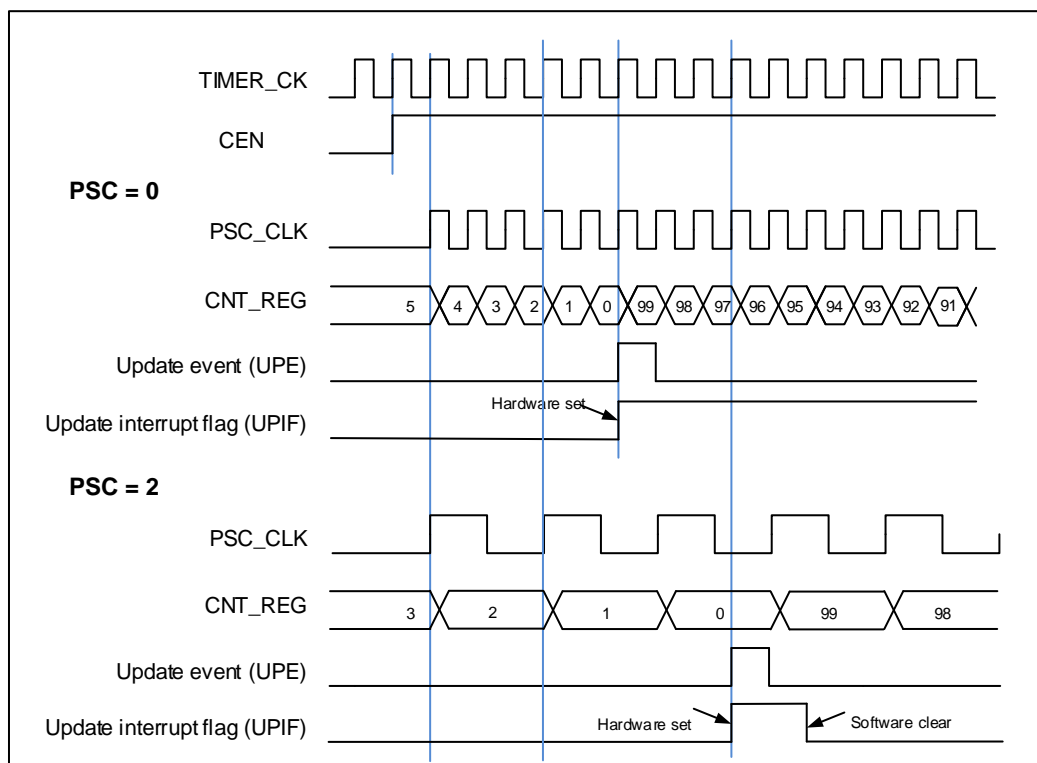 TIMER_CK
CEN
PSC = 0
PSC_CLK
CNT_REG 5 4 3 2 1 0 99 98 97 96 95 94 93 92 91
Update event (UPE)
Hardware set
Update interrupt flag (UPIF)
PSC = 2
PSC_CLK
CNT_REG 3 2 1 0 99 98
Update event (UPE)
Update interrupt flag (UPIF) Hardware set Software clear